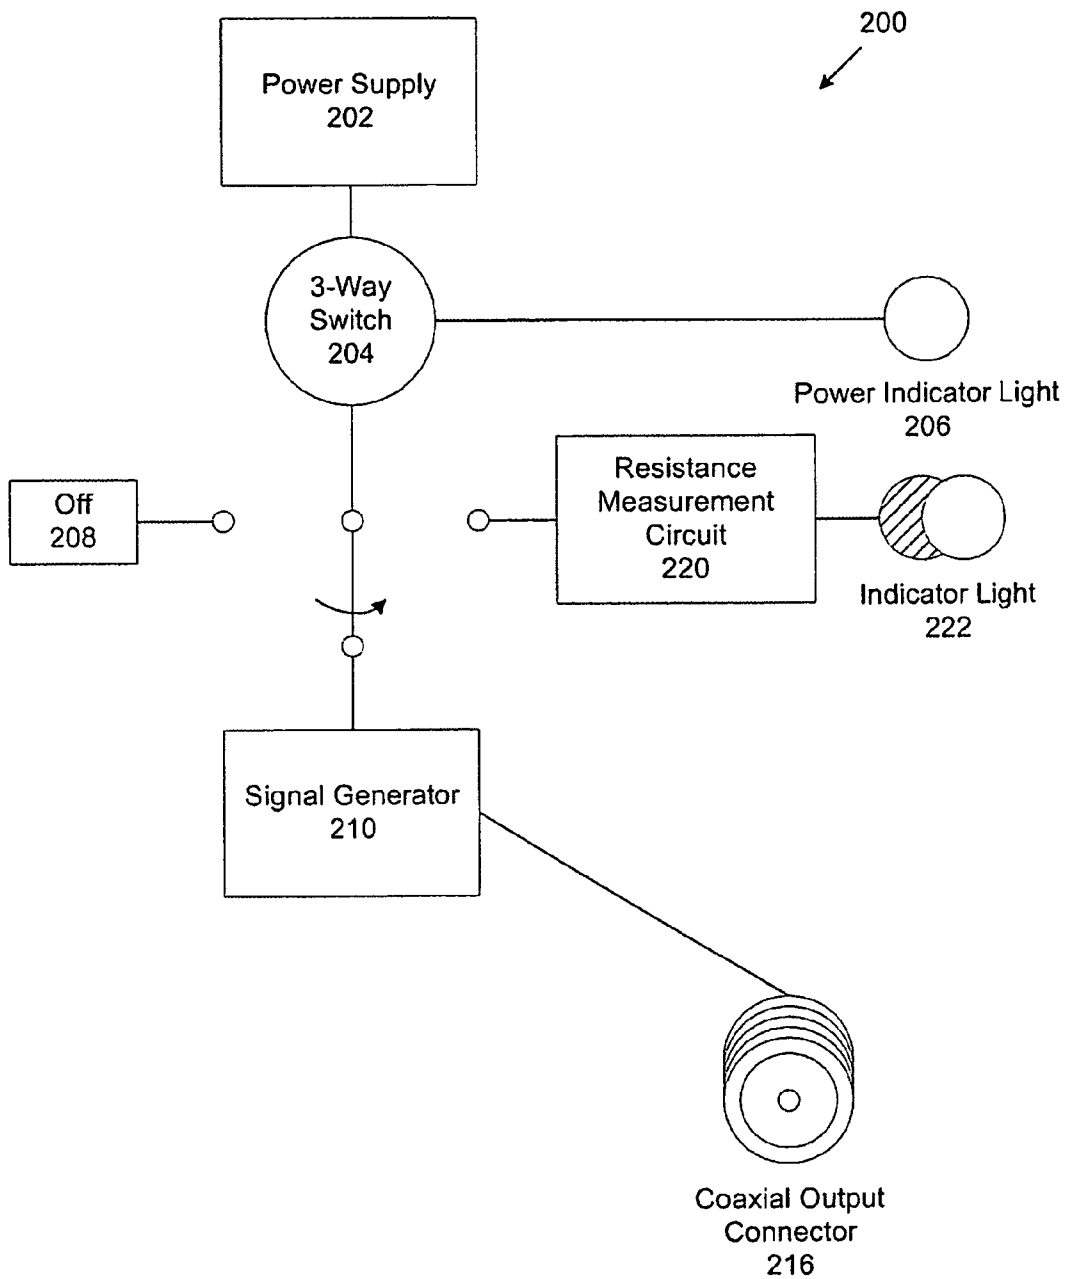 200
Power Supply
202
3-Way
Switch
204
Power Indicator Light
206
Off
208
Resistance
Measurement
Circuit
220
Indicator Light
222
Signal Generator
210
Coaxial Output
Connector
216